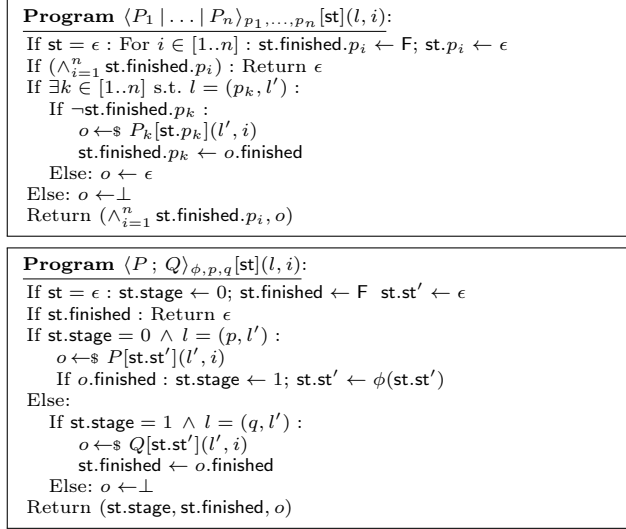 Program ⟨P₁ | … | Pₙ⟩ₚ₁,…,ₚₙ[st](l, i):
If st = ϵ : For i ∈ [1..n] : st.finished.pᵢ ← F; st.pᵢ ← ϵ
If (∧ⁿᵢ₌₁ st.finished.pᵢ) : Return ϵ
If ∃k ∈ [1..n] s.t. l = (pₖ, l′) :
If ¬st.finished.pₖ :
o ←$ Pₖ[st.pₖ](l′, i)
st.finished.pₖ ← o.finished
Else: o ← ϵ
Else: o ←⊥
Return (∧ⁿᵢ₌₁ st.finished.pᵢ, o)
Program ⟨P ; Q⟩_{ϕ,p,q}[st](l, i):
If st = ϵ : st.stage ← 0; st.finished ← F st.st′ ← ϵ
If st.finished : Return ϵ
If st.stage = 0 ∧ l = (p, l′) :
o ←$ P[st.st′](l′, i)
If o.finished : st.stage ← 1; st.st′ ← ϕ(st.st′)
Else:
If st.stage = 1 ∧ l = (q, l′) :
o ←$ Q[st.st′](l′, i)
st.finished ← o.finished
Else: o ←⊥
Return (st.stage, st.finished, o)